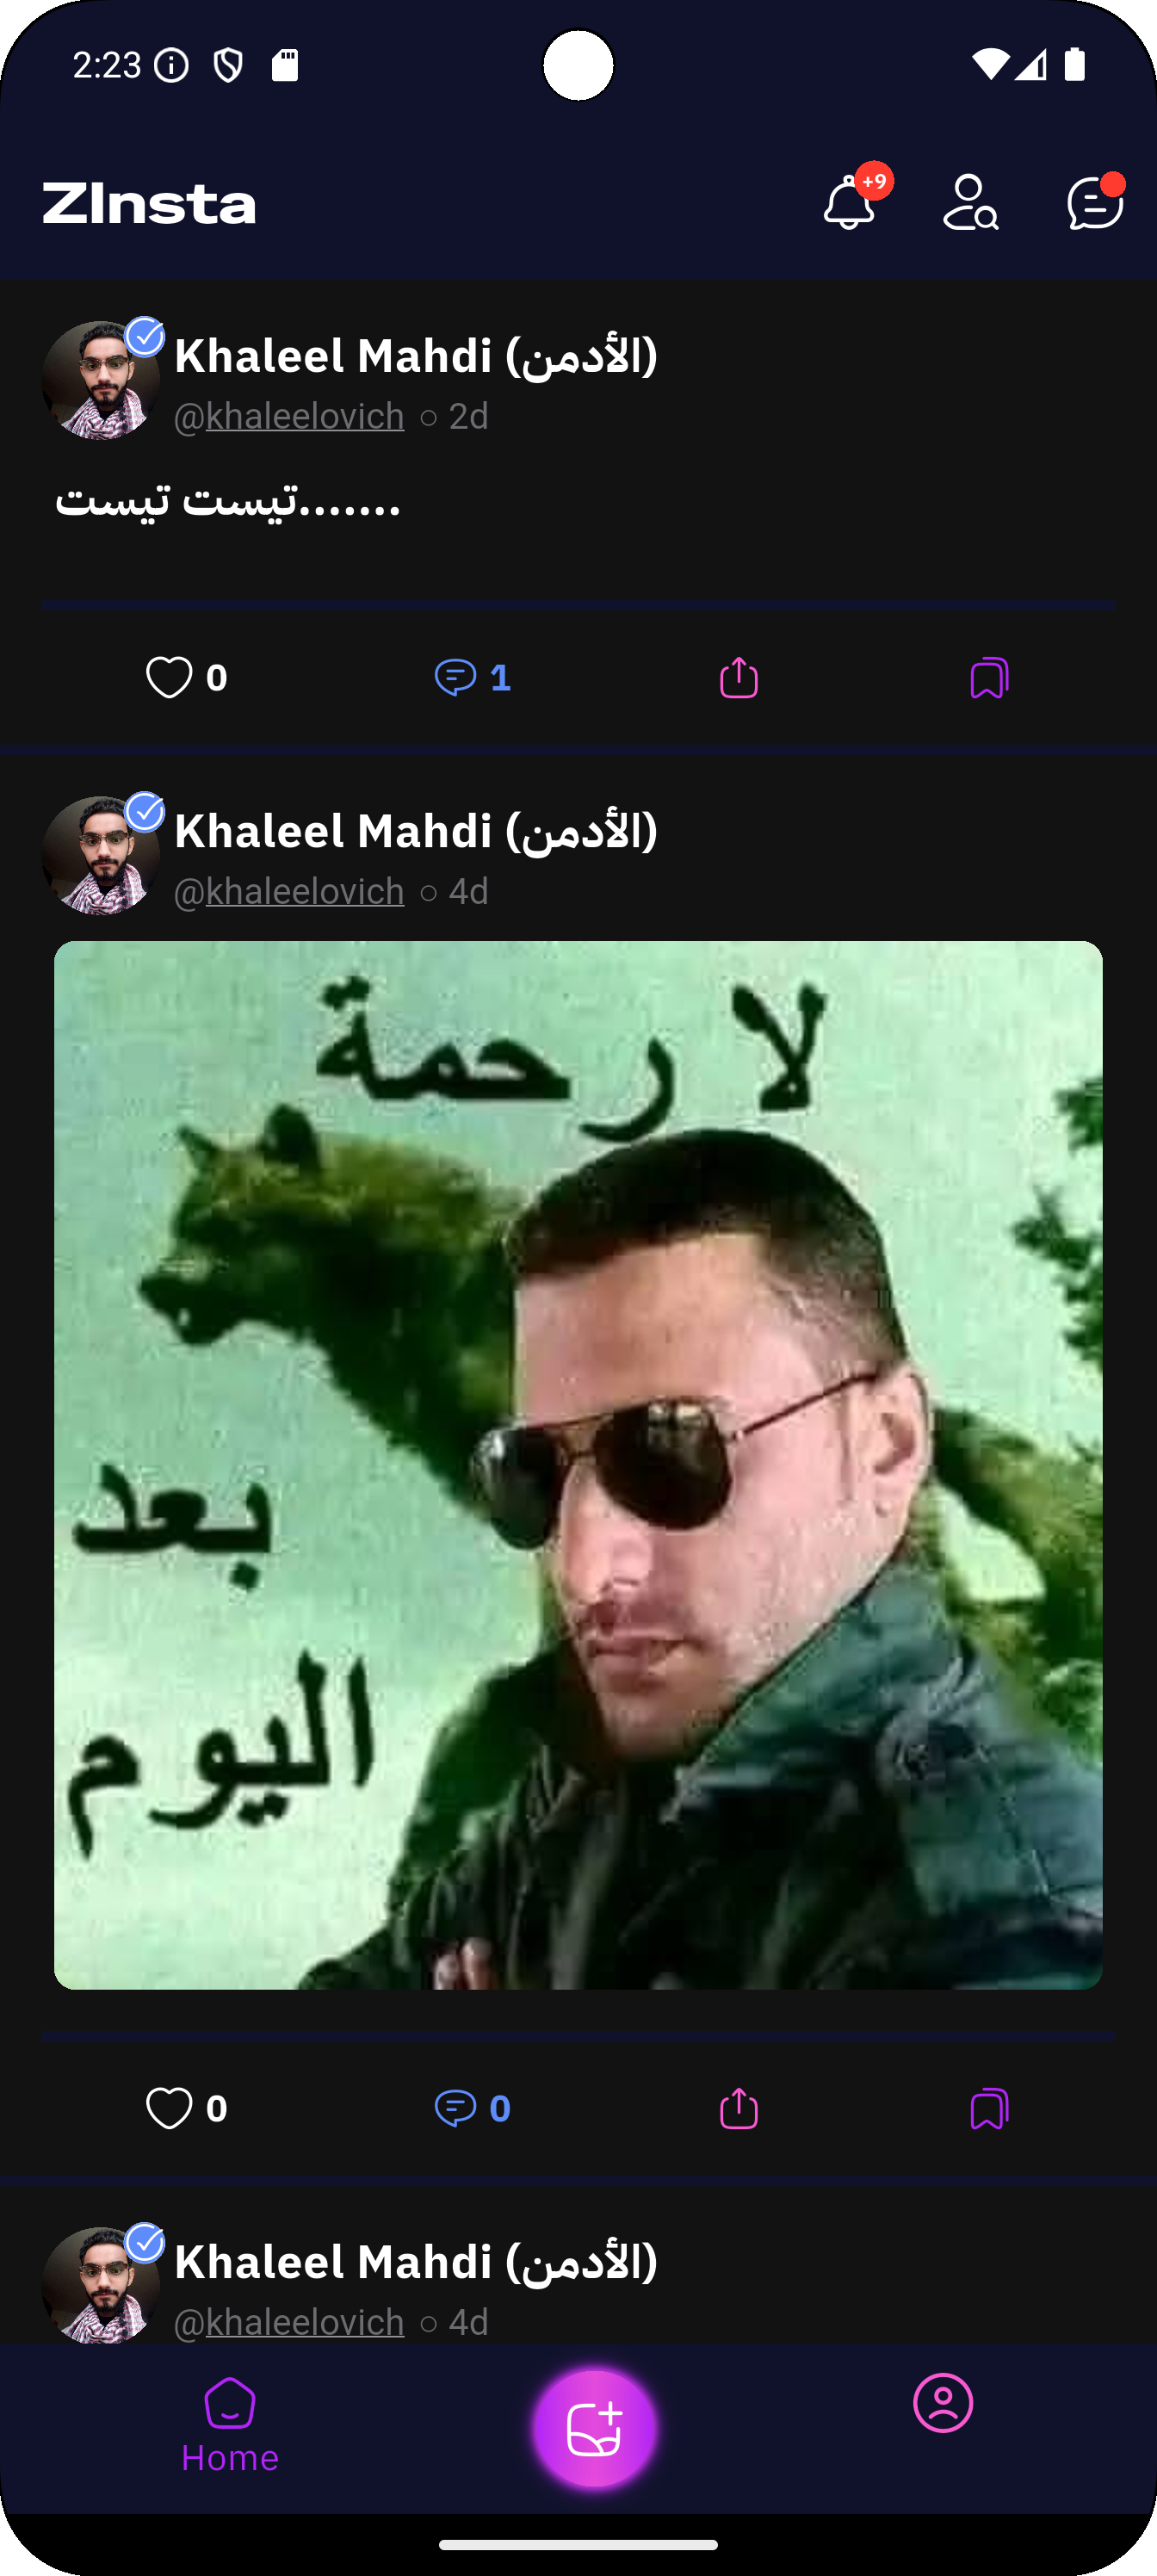 2:23
ZInsta
+9
Khaleel Mahdi (الأدمن)
@khaleelovich ○ 2d
تيست تيست.......
0
1
Khaleel Mahdi (الأدمن)
@khaleelovich ○ 4d
لا رحمة
بعد
اليوم
0
0
Khaleel Mahdi (الأدمن)
@khaleelovich ○ 4d
Home